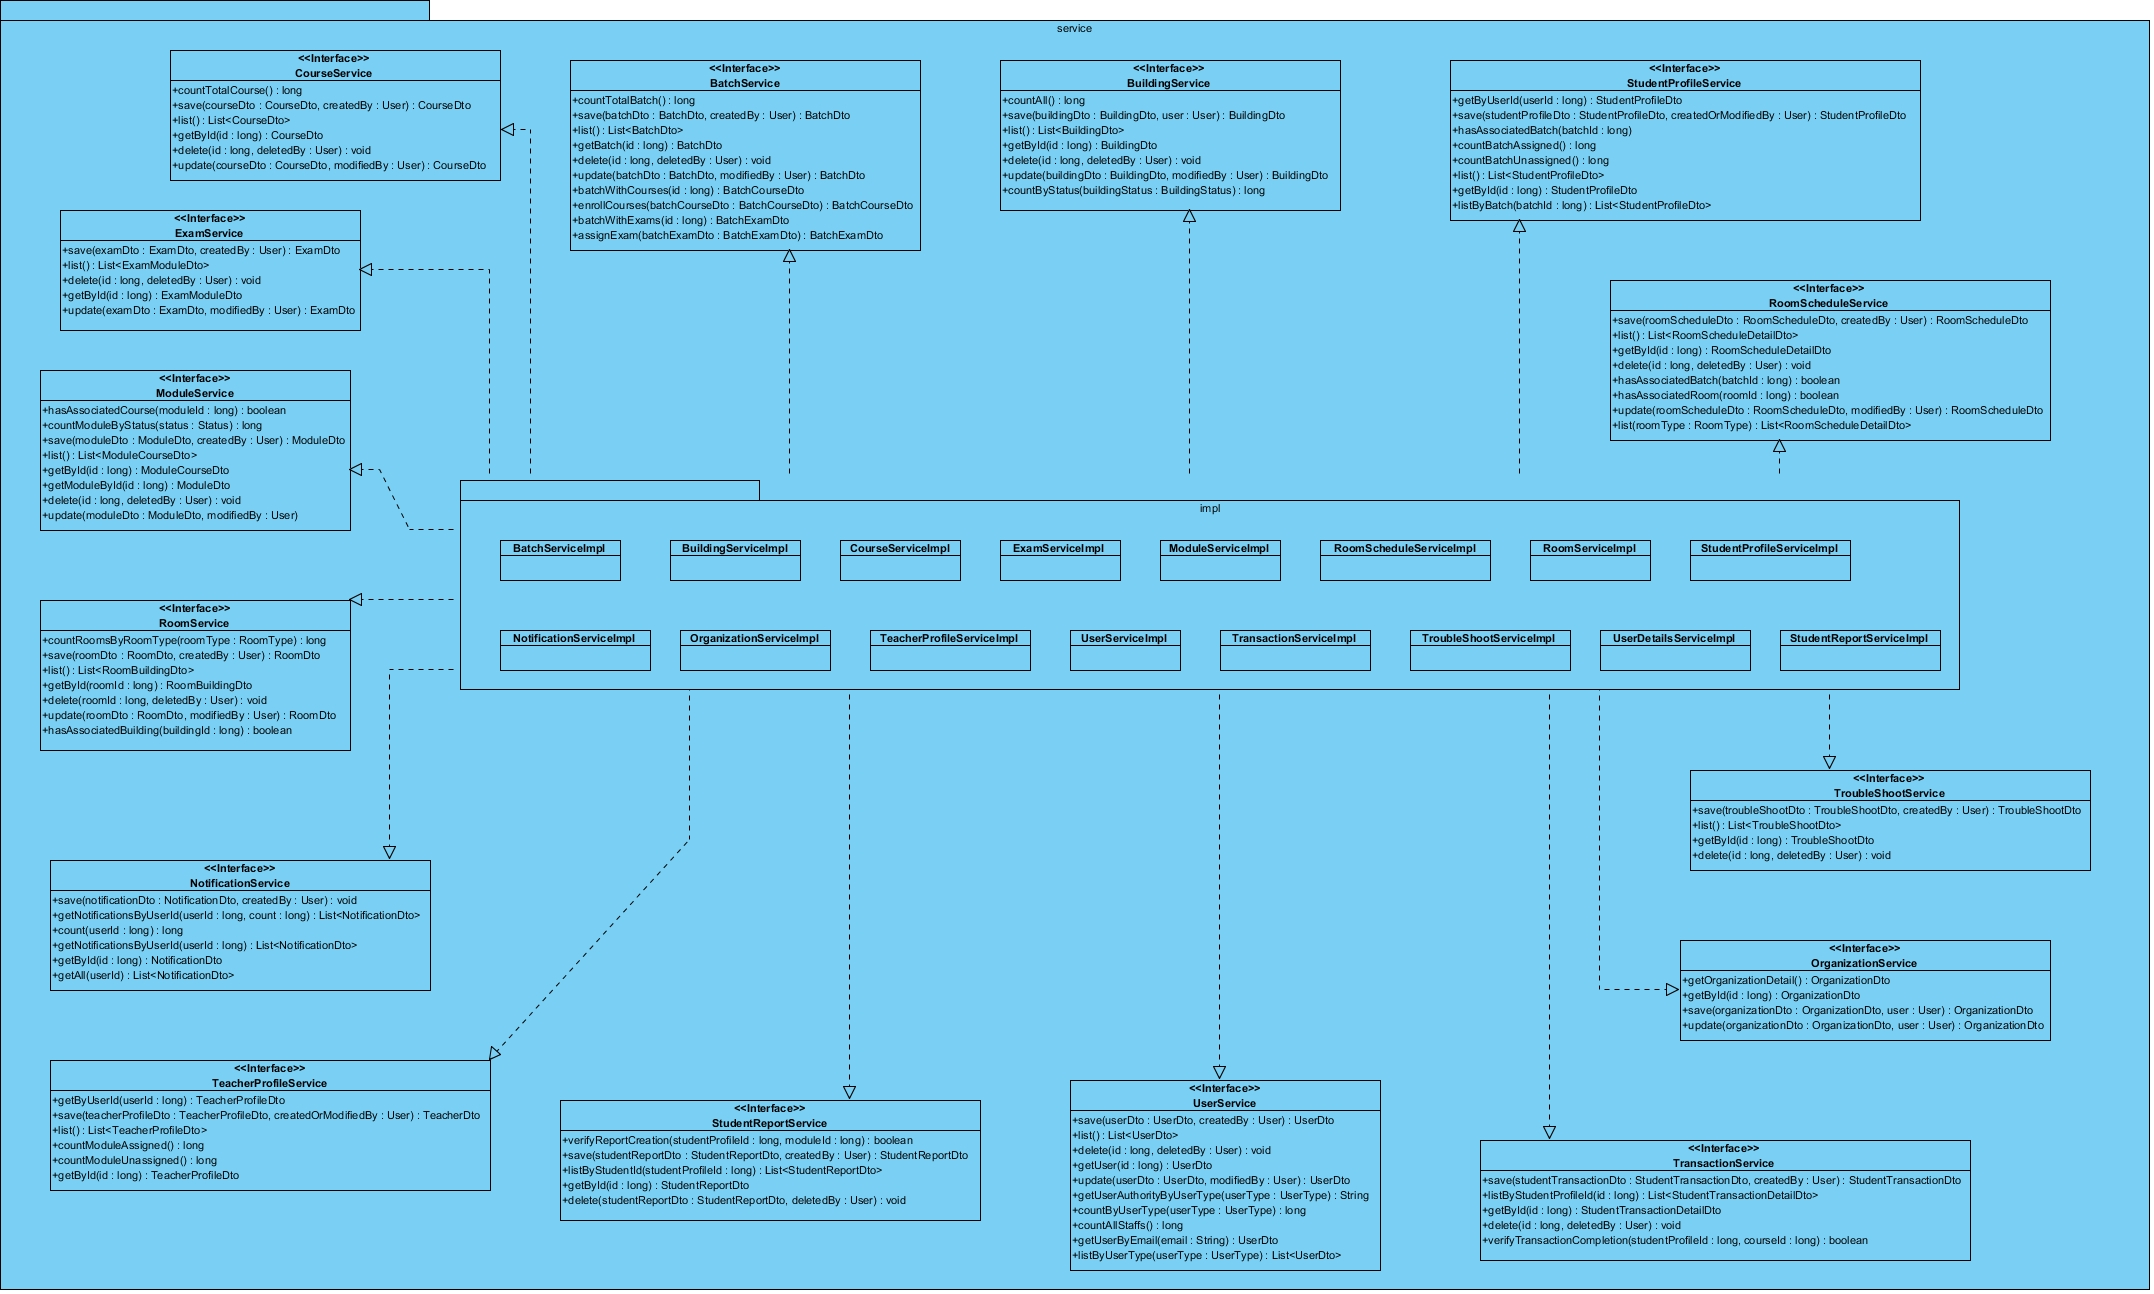 service
<<Interface>>
CourseService
+countTotalCourse() : long
+save(courseDto : CourseDto, createdBy : User) : CourseDto
+list() : List<CourseDto>
+getById(id : long) : CourseDto
+delete(id : long, deletedBy : User) : void
+update(courseDto : CourseDto, modifiedBy : User) : CourseDto
<<Interface>>
BatchService
+countTotalBatch() : long
+save(batchDto : BatchDto, createdBy : User) : BatchDto
+list() : List<BatchDto>
+getBatch(id : long) : BatchDto
+delete(id : long, deletedBy : User) : void
+update(batchDto : BatchDto, modifiedBy : User) : BatchDto
+batchWithCourses(id : long) : BatchCourseDto
+enrollCourses(batchCourseDto : BatchCourseDto) : BatchCourseDto
+batchWithExams(id : long) : BatchExamDto
+assignExam(batchExamDto : BatchExamDto) : BatchExamDto
<<Interface>>
BuildingService
+countAll() : long
+save(buildingDto : BuildingDto, user : User) : BuildingDto
+list() : List<BuildingDto>
+getById(id : long) : BuildingDto
+delete(id : long, deletedBy : User) : void
+update(buildingDto : BuildingDto, modifiedBy : User) : BuildingDto
+countByStatus(buildingStatus : BuildingStatus) : long
<<Interface>>
StudentProfileService
+getByUserId(userId : long) : StudentProfileDto
+save(studentProfileDto : StudentProfileDto, createdOrModifiedBy : User) : StudentProfileDto
+hasAssociatedBatch(batchId : long)
+countBatchAssigned() : long
+countBatchUnassigned() : long
+list() : List<StudentProfileDto>
+getById(id : long) : StudentProfileDto
+listByBatch(batchId : long) : List<StudentProfileDto>
<<Interface>>
ExamService
+save(examDto : ExamDto, createdBy : User) : ExamDto
+list() : List<ExamModuleDto>
+delete(id : long, deletedBy : User) : void
+getById(id : long) : ExamModuleDto
+update(examDto : ExamDto, modifiedBy : User) : ExamDto
<<Interface>>
RoomScheduleService
+save(roomScheduleDto : RoomScheduleDto, createdBy : User) : RoomScheduleDto
+list() : List<RoomScheduleDetailDto>
+getById(id : long) : RoomScheduleDetailDto
+delete(id : long, deletedBy : User) : void
+hasAssociatedBatch(batchId : long) : boolean
+hasAssociatedRoom(roomId : long) : boolean
+update(roomScheduleDto : RoomScheduleDto, modifiedBy : User) : RoomScheduleDto
+list(roomType : RoomType) : List<RoomScheduleDetailDto>
<<Interface>>
ModuleService
+hasAssociatedCourse(moduleId : long) : boolean
+countModuleByStatus(status : Status) : long
+save(moduleDto : ModuleDto, createdBy : User) : ModuleDto
+list() : List<ModuleCourseDto>
+getById(id : long) : ModuleCourseDto
+getModuleById(id : long) : ModuleDto
+delete(id : long, deletedBy : User) : void
+update(moduleDto : ModuleDto, modifiedBy : User)
impl
BatchServiceImpl
BuildingServiceImpl
CourseServiceImpl
ExamServiceImpl
ModuleServiceImpl
RoomScheduleServiceImpl
RoomServiceImpl
StudentProfileServiceImpl
NotificationServiceImpl
OrganizationServiceImpl
TeacherProfileServiceImpl
UserServiceImpl
TransactionServiceImpl
TroubleShootServiceImpl
UserDetailsServiceImpl
StudentReportServiceImpl
<<Interface>>
RoomService
+countRoomsByRoomType(roomType : RoomType) : long
+save(roomDto : RoomDto, createdBy : User) : RoomDto
+list() : List<RoomBuildingDto>
+getById(roomId : long) : RoomBuildingDto
+delete(roomId : long, deletedBy : User) : void
+update(roomDto : RoomDto, modifiedBy : User) : RoomDto
+hasAssociatedBuilding(buildingId : long) : boolean
<<Interface>>
TroubleShootService
+save(troubleShootDto : TroubleShootDto, createdBy : User) : TroubleShootDto
+list() : List<TroubleShootDto>
+getById(id : long) : TroubleShootDto
+delete(id : long, deletedBy : User) : void
<<Interface>>
NotificationService
+save(notificationDto : NotificationDto, createdBy : User) : void
+getNotificationsByUserId(userId : long, count : long) : List<NotificationDto>
+count(userId : long) : long
+getNotificationsByUserId(userId : long) : List<NotificationDto>
+getById(id : long) : NotificationDto
+getAll(userId) : List<NotificationDto>
<<Interface>>
OrganizationService
+getOrganizationDetail() : OrganizationDto
+getById(id : long) : OrganizationDto
+save(organizationDto : OrganizationDto, user : User) : OrganizationDto
+update(organizationDto : OrganizationDto, user : User) : OrganizationDto
<<Interface>>
TeacherProfileService
+getByUserId(userId : long) : TeacherProfileDto
+save(teacherProfileDto : TeacherProfileDto, createdOrModifiedBy : User) : TeacherDto
+list() : List<TeacherProfileDto>
+countModuleAssigned() : long
+countModuleUnassigned() : long
+getById(id : long) : TeacherProfileDto
<<Interface>>
StudentReportService
+verifyReportCreation(studentProfileId : long, moduleId : long) : boolean
+save(studentReportDto : StudentReportDto, createdBy : User) : StudentReportDto
+listByStudentId(studentProfileId : long) : List<StudentReportDto>
+getById(id : long) : StudentReportDto
+delete(studentReportDto : StudentReportDto, deletedBy : User) : void
<<Interface>>
UserService
+save(userDto : UserDto, createdBy : User) : UserDto
+list() : List<UserDto>
+delete(id : long, deletedBy : User) : void
+getUser(id : long) : UserDto
+update(userDto : UserDto, modifiedBy : User) : UserDto
+getUserAuthorityByUserType(userType : UserType) : String
+countByUserType(userType : UserType) : long
+countAllStaffs() : long
+getUserByEmail(email : String) : UserDto
+listByUserType(userType : UserType) : List<UserDto>
<<Interface>>
TransactionService
+save(studentTransactionDto : StudentTransactionDto, createdBy : User) : StudentTransactionDto
+listByStudentProfileId(id : long) : List<StudentTransactionDetailDto>
+getById(id : long) : StudentTransactionDetailDto
+delete(id : long, deletedBy : User) : void
+verifyTransactionCompletion(studentProfileId : long, courseId : long) : boolean